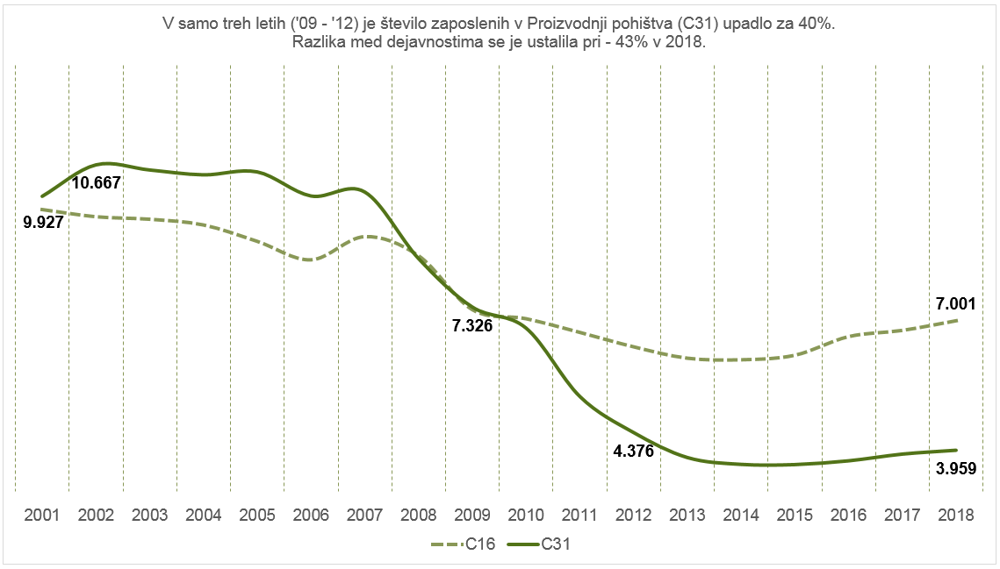 V samo treh letih ('09 - '12) je število zaposlenih v Proizvodnji pohištva (C31) upadlo za 40%.
Razlika med dejavnostima se je ustalila pri - 43% v 2018.
10.667
9.927
7.001
7.326
4.376
3.959
2001 2002 2003 2004 2005 2006 2007 2008 2009 2010 2011 2012 2013 2014 2015 2016 2017 2018
C16 C31